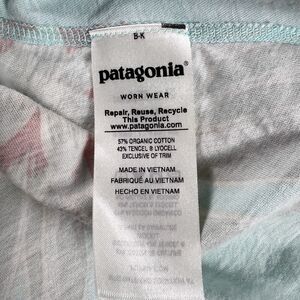 B-K
patagonia®
WORN WEAR
Repair, Reuse, Recycle
This Product
www.patagonia.com
57% ORGANIC COTTON
43% TENCEL ® LYOCELL
EXCLUSIVE OF TRIM
MADE IN VIETNAM
FABRIQUÉ AU VIETNAM
HECHO EN VIETNAM